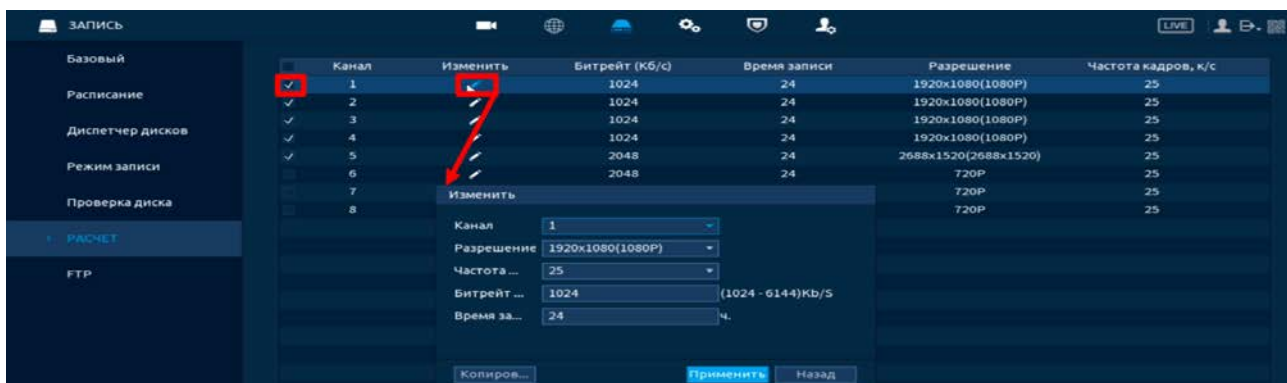 ЗАПИСЬ LIVE
Базовый
Расписание
Диспетчер дисков
Режим записи
Проверка диска
РАСЧЕТ
FTP
Канал Изменить Битрейт (Кб/с) Время записи Разрешение Частота кадров, к/с
1 1024 24 1920x1080(1080P) 25
2 1024 24 1920x1080(1080P) 25
3 1024 24 1920x1080(1080P) 25
4 1024 24 1920x1080(1080P) 25
5 2048 24 2688x1520(2688x1520) 25
6 2048 24 720P 25
7 720P 25
8 720P 25
Изменить
Канал 1
Разрешение 1920x1080(1080P)
Частота ... 25
Битрейт ... 1024 (1024 - 6144)Kb/S
Время за... 24 ч.
Копиров... Применить Назад